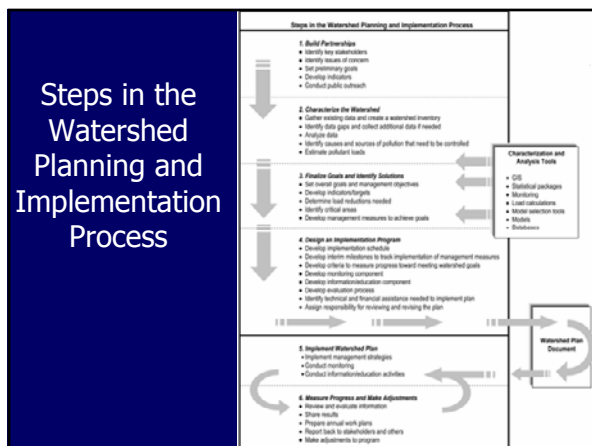 Steps in the
Watershed
Planning and
Implementation
Process
Steps in the Watershed Planning and Implementation Process
1. Build Partnerships
Identify key stakeholders
Identify issues of concern
Set preliminary goals
Develop indicators
Conduct public outreach
2. Characterize the Watershed
Gather existing data and create a watershed inventory
Identify data gaps and collect additional data if needed
Analyze data
Identify causes and sources of pollution that need to be controlled
Estimate pollutant loads
3. Finalize Goals and Identify Solutions
Set overall goals and management objectives
Develop indicators/targets
Determine load reductions needed
Identify critical areas
Develop management measures to achieve goals
4. Design an Implementation Program
Develop implementation schedule
Develop interim milestones to track implementation of management measures
Develop criteria to measure progress toward meeting watershed goals
Develop monitoring component
Develop information/education component
Develop evaluation process
Identify technical and financial assistance needed to implement plan
Assign responsibility for reviewing and revising the plan
Characterization and
Analysis Tools
GIS
Statistical packages
Monitoring
Load calculations
Model selection tools
Models
Databases
Watershed Plan
Document
5. Implement Watershed Plan
Implement management strategies
Conduct monitoring
Conduct information/education activities
6. Measure Progress and Make Adjustments
Review and evaluate information
Share results
Prepare annual work plans
Report back to stakeholders and others
Make adjustments to program